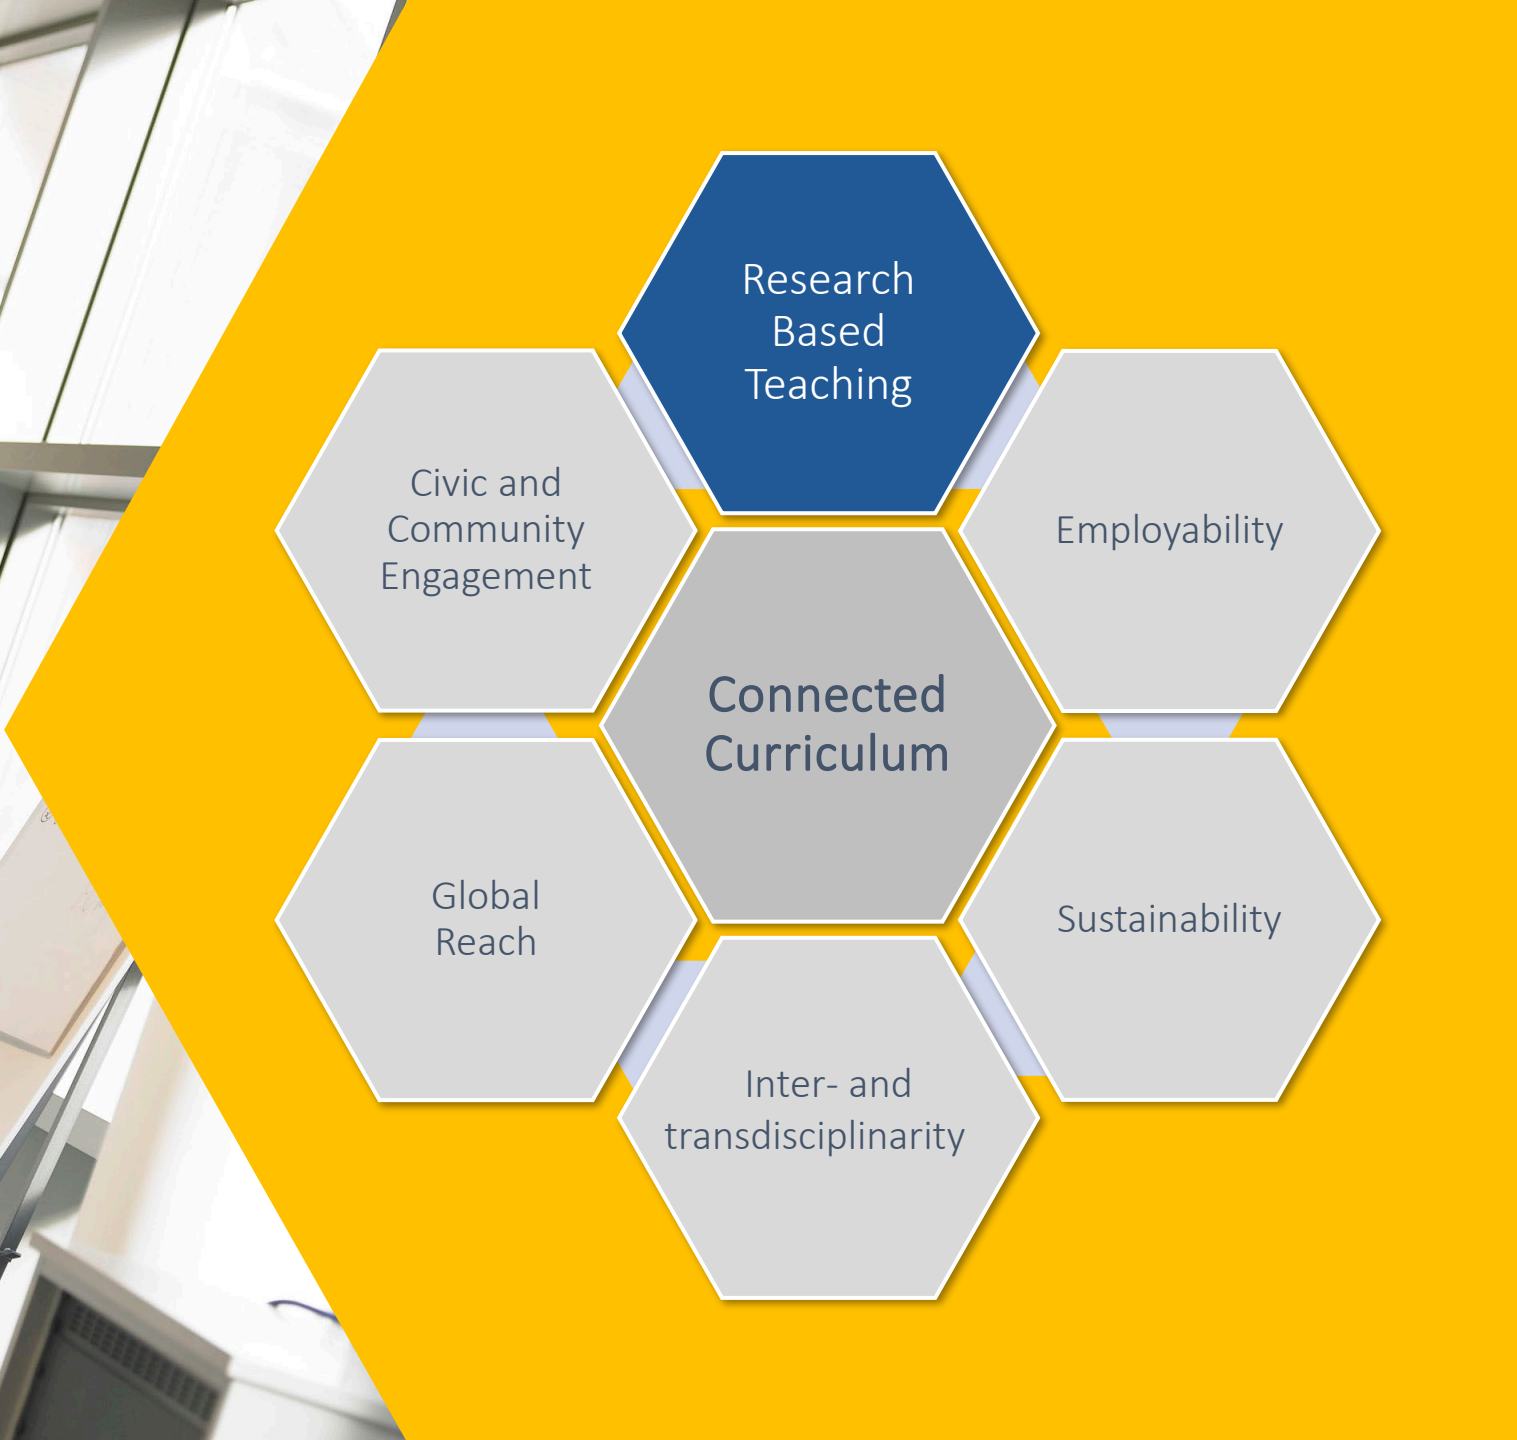 Research
Based
Teaching
Employability
Sustainability
Inter- and
transdisciplinarity
Global
Reach
Civic and
Community
Engagement
Connected
Curriculum